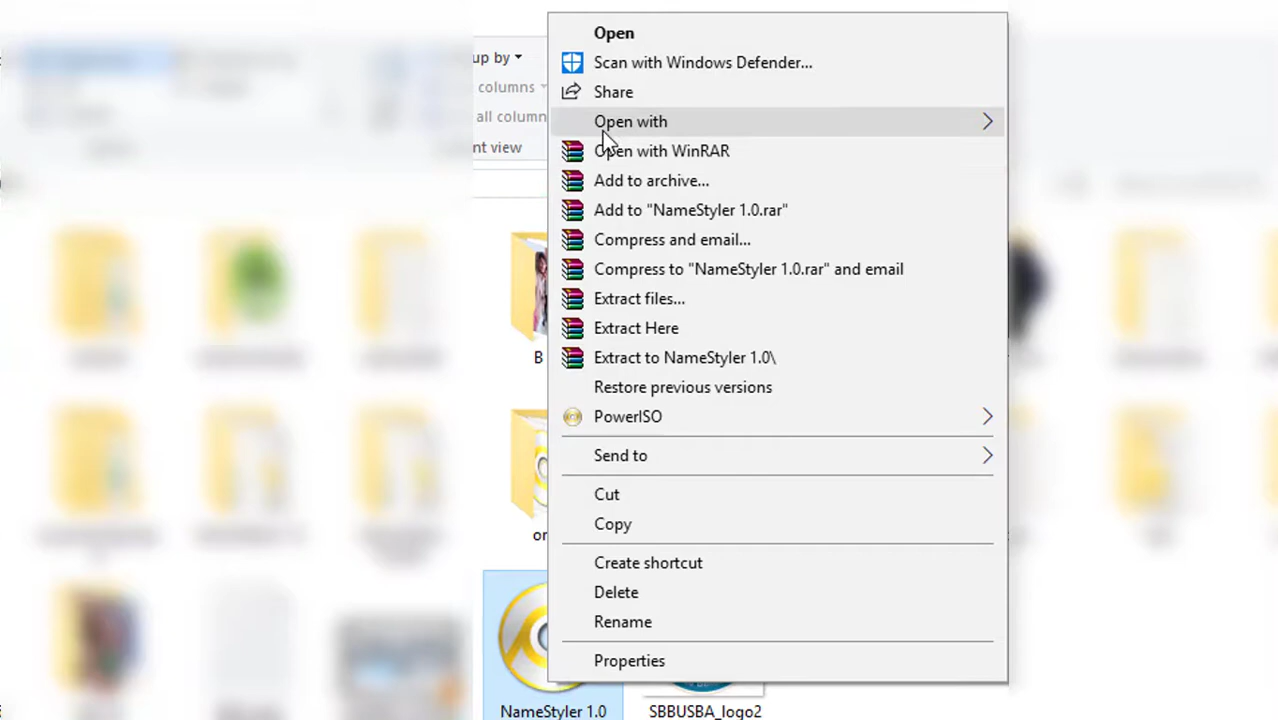 Open
up by
Scan with Windows Defender...
columns
Share
all column
Open with
nt view
Open with WinRAR
Add to archive...
Add to "NameStyler 1.0.rar"
Compress and email...
Compress to "NameStyler 1.0.rar" and email
Extract files...
Extract Here
B
Extract to NameStyler 1.0\
Restore previous versions
PowerISO
Send to
Cut
Copy
or
Create shortcut
Delete
Rename
Properties
NameStyler 1.0
SBBUSBA_logo2